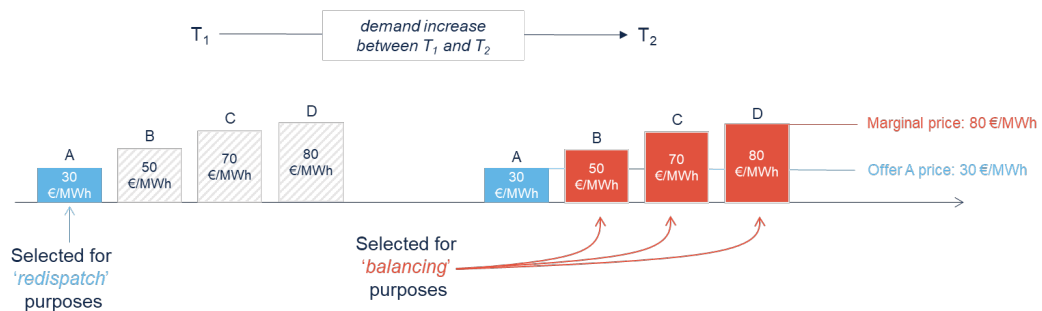 T₁
demand increase
between T₁ and T₂
T₂
A
30
€/MWh
B
50
€/MWh
C
70
€/MWh
D
80
€/MWh
Selected for
'redispatch'
purposes
A
30
€/MWh
B
50
€/MWh
C
70
€/MWh
D
80
€/MWh
Marginal price: 80 €/MWh
Offer A price: 30 €/MWh
Selected for
'balancing'
purposes